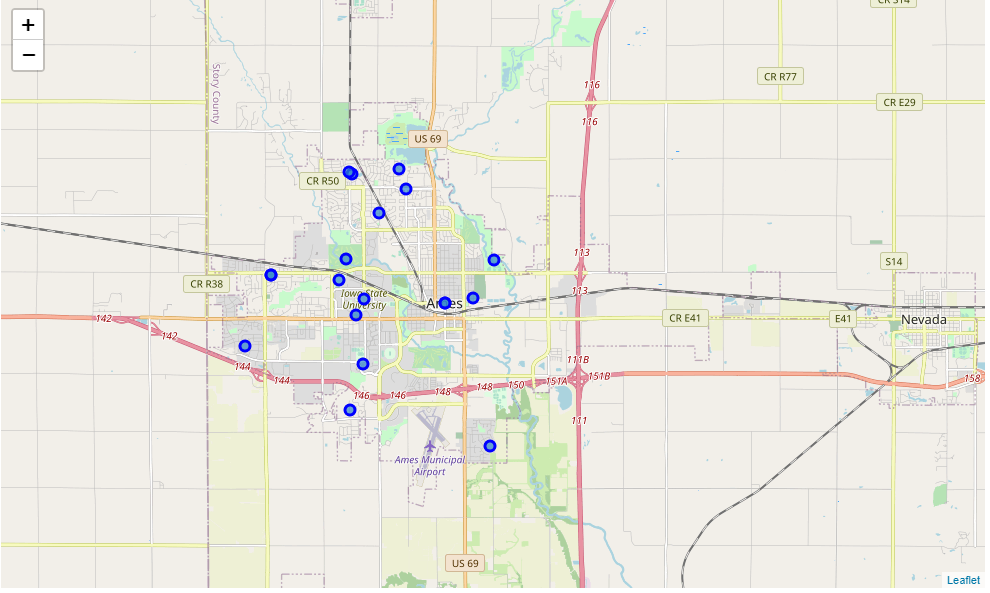 +
−
CR S14
Story County
CR R77
116
CR E29
116
US 69
CR R50
113
S14
CR R38
113
Iowa State
University
Ames
142
142
CR E41
E41
Nevada
144
144
111B
151A
151B
158
146
146
148
148
150
111
Ames Municipal
Airport
US 69
Leaflet